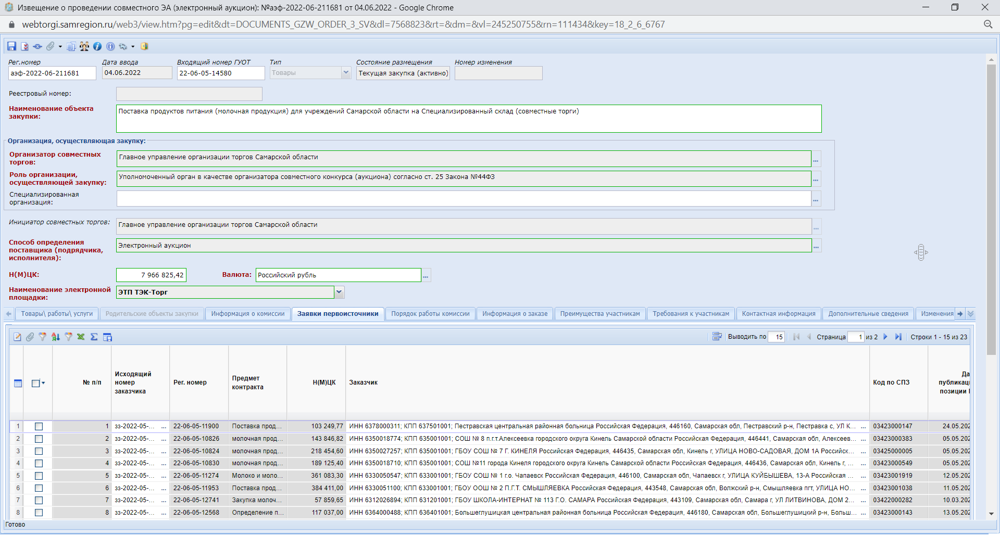 Извещение о проведении совместного ЭА (электронный аукцион): №аэф-2022-06-211681 от 04.06.2022 - Google Chrome
webtorgi.samregion.ru/web3/view.htm?pg=edit&dt=DOCUMENTS_GZW_ORDER_3_SV&dl=7568823&rt=&dm=&vl=245250755&rn=111434&key=18_2_6_6767
Рег.номер Дата ввода Входящий номер ГУОТ Тип Состояние размещения Номер изменения
аэф-2022-06-211681 04.06.2022 22-06-05-14580 Товары Текущая закупка (активно)
Реестровый номер:
Наименование объекта закупки: Поставка продуктов питания (молочная продукция) для учреждений Самарской области на Специализированный склад (совместные торги)
Организация, осуществляющая закупку:
Организатор совместных торгов: Главное управление организации торгов Самарской области ...
Роль организации, осуществляющей закупку: Уполномоченный орган в качестве организатора совместного конкурса (аукциона) согласно ст. 25 Закона №44ФЗ ...
Специализированная организация: ...
Инициатор совместных торгов: Главное управление организации торгов Самарской области ...
Способ определения поставщика (подрядчика, исполнителя): Электронный аукцион ...
Н(М)ЦК: 7 966 825,42 Валюта: Российский рубль ...
Наименование электронной площадки: ЭТП ТЭК-Торг
Товары\ работы\ услуги Родительские объекты закупки Информация о комиссии Заявки первоисточники Порядок работы комиссии Информация о заказе Преимущества участникам Требования к участникам Контактная информация Дополнительные сведения Изменения
Выводить по 15 Страница 1 из 2 Строки 1 - 15 из 23
№ п/п Исходящий номер заказчика Рег. номер Предмет контракта Н(М)ЦК Заказчик Код по СПЗ Да публикац позиции
1 1 зз-2022-05-... ... 22-06-05-11900 Поставка прод... 103 249,77 ИНН 6378000311; КПП 637501001; Пестравская центральная районная больница Российская Федерация, 446160, Самарская обл, Пестравский р-н, Пестравка с, УЛ К... ... 03423000147 24.05.202
2 2 зз-2022-05-... ... 22-06-05-10826 молочная прод... 143 846,82 ИНН 6350018774; КПП 635001001; СОШ № 8 п.г.т.Алексеевка городского округа Кинель Самарской области Российская Федерация, 446441, Самарская обл, Алексеев... ... 03423000383 05.05.202
3 3 зз-2022-05-... ... 22-06-05-10824 молочная прод... 218 454,60 ИНН 6350027257; КПП 635001001; ГБОУ СОШ № 7 Г. КИНЕЛЯ Российская Федерация, 446435, Самарская обл, Кинель г, УЛИЦА НОВО-САДОВАЯ, ДОМ 1А Российск... ... 03425000005 05.05.202
4 4 зз-2022-05-... ... 22-06-05-10830 молочная прод... 189 125,40 ИНН 6350018710; КПП 635001001; СОШ №11 города Кинеля городского округа Кинель Самарской области Российская Федерация, 446436, Самарская обл, Кинель г, ... ... 03423000549 05.05.202
5 5 зз-2022-05-... ... 22-06-05-11274 Молоко и моло... 361 083,30 ИНН 6330050547; КПП 633001001; ГБОУ СОШ № 1 г.о. Чапаевск Российская Федерация, 446100, Самарская обл, Чапаевск г, УЛИЦА КУЙБЫШЕВА, 13-А Российская ... ... 03423001919 12.05.202
6 6 зз-2022-05-... ... 22-06-05-11953 Поставка прод... 384 411,00 ИНН 6330051100; КПП 633001001; ГБОУ ООШ № 2 П.Г.Т. СМЫШЛЯЕВКА Российская Федерация, 443548, Самарская обл, Волжский р-н, Смышляевка пгт, УЛИЦА НО... ... 03423001038 11.05.202
7 7 зз-2022-05-... ... 22-06-05-12741 Закупка молоч... 57 859,65 ИНН 6312026894; КПП 631201001; ГБОУ ШКОЛА-ИНТЕРНАТ № 113 Г.О. САМАРА Российская Федерация, 443109, Самарская обл, Самара г, УЛ ЛИТВИНОВА, ДОМ 2... ... 03422000282 10.03.202
8 8 зз-2022-05-... ... 22-06-05-12568 Определение п... 117 037,00 ИНН 6364000488; КПП 636401001; Большеглушицкая центральная районная больница Российская Федерация, 446180, Самарская обл, Большеглушицкий р-н, Больш... ... 03423000143 13.05.202
Готово